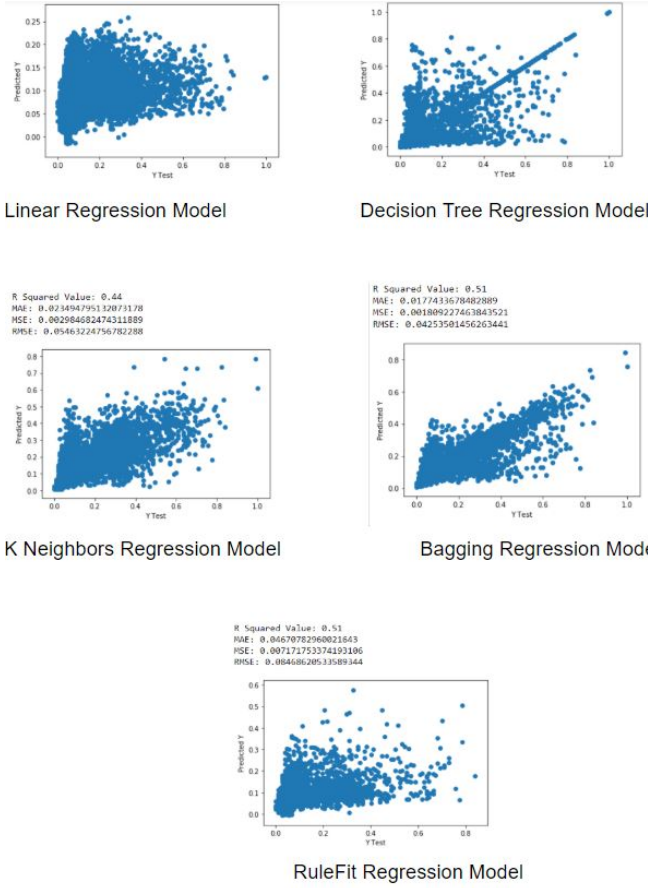 0.25
0.20
0.15
0.10
0.05
0.00
Predicted Y
0.0 0.2 0.4 0.6 0.8 1.0
Y Test
Linear Regression Model
1.0
0.8
0.6
0.4
0.2
0.0
Predicted Y
0.0 0.2 0.4 0.6 0.8 1.0
Y Test
Decision Tree Regression Model
R Squared Value: 0.44
MAE: 0.023494795132073178
MSE: 0.002984682474311889
RMSE: 0.05463224756782288
0.8
0.7
0.6
0.5
0.4
0.3
0.2
0.1
0.0
Predicted Y
0.0 0.2 0.4 0.6 0.8 1.0
Y Test
K Neighbors Regression Model
R Squared Value: 0.51
MAE: 0.0177433678482889
MSE: 0.001809227463843521
RMSE: 0.04253501456263441
0.8
0.6
0.4
0.2
0.0
Predicted Y
0.0 0.2 0.4 0.6 0.8 1.0
Y Test
Bagging Regression Mode
R Squared Value: 0.51
MAE: 0.04670782960021643
MSE: 0.007171753374193106
RMSE: 0.08468620533589344
0.6
0.5
0.4
0.3
0.2
0.1
0.0
Predicted Y
0.0 0.2 0.4 0.6 0.8
Y Test
RuleFit Regression Model